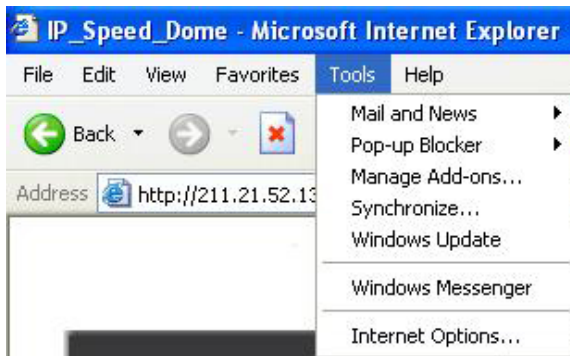 IP_Speed_Dome - Microsoft Internet Explorer
File Edit View Favorites Tools Help
Back
Address http://211.21.52.13
Mail and News
Pop-up Blocker
Manage Add-ons...
Synchronize...
Windows Update
Windows Messenger
Internet Options...